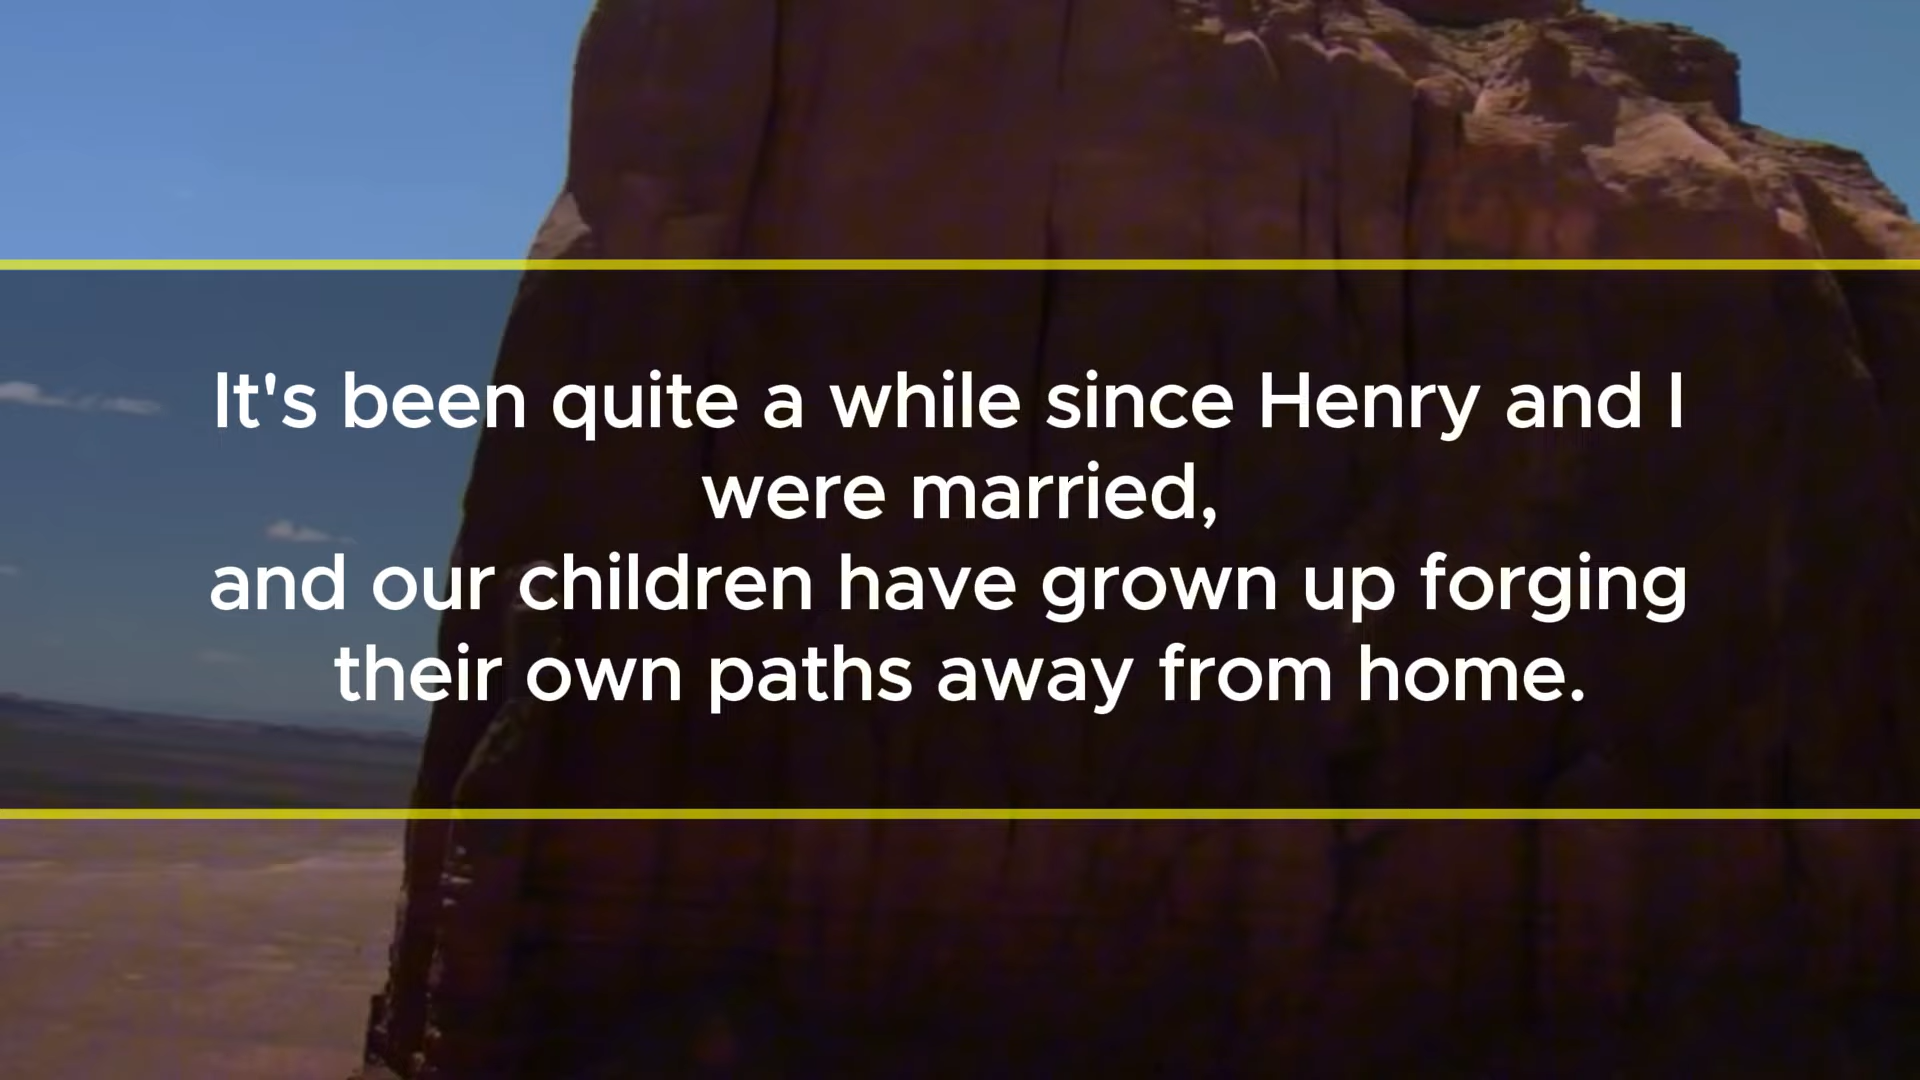 It's been quite a while since Henry and I
were married,
and our children have grown up forging
their own paths away from home.